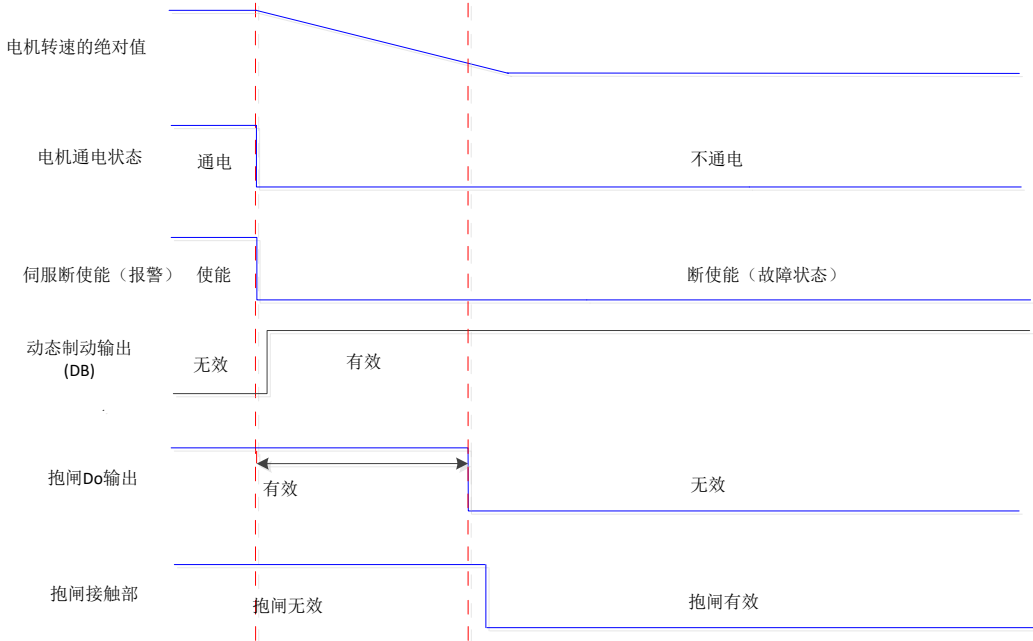 电机转速的绝对值
电机通电状态
通电
不通电
伺服断使能（报警）
使能
断使能（故障状态）
动态制动输出
(DB)
无效
有效
抱闸Do输出
有效
无效
抱闸接触部
抱闸无效
抱闸有效